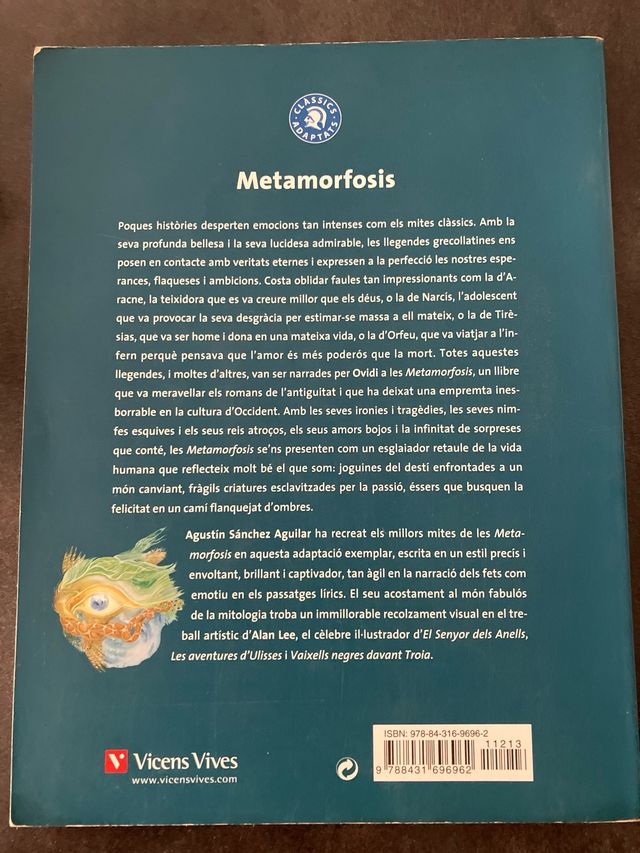 CLÀSSICS ADAPTATS
Metamorfosis
Poques històries desperten emocions tan intenses com els mites clàssics. Amb la
seva profunda bellesa i la seva lucidesa admirable, les llegendes grecollatines ens
posen en contacte amb veritats eternes i expressen a la perfecció les nostres espe-
rances, flaqueses i ambicions. Costa oblidar faules tan impressionants com la d'A-
racne, la teixidora que es va creure millor que els déus, o la de Narcís, l'adolescent
que va provocar la seva desgràcia per estimar-se massa a ell mateix, o la de Tirè-
sias, que va ser home i dona en una mateixa vida, o la d'Orfeu, que va viatjar a l'in-
fern perquè pensava que l'amor és més poderós que la mort. Totes aquestes
llegendes, i moltes d'altres, van ser narrades per Ovidi a les Metamorfosis, un llibre
que va meravellar els romans de l'antiguitat i que ha deixat una empremta ines-
borrable en la cultura d'Occident. Amb les seves ironies i tragèdies, les seves nim-
fes esquives i els seus reis atroços, els seus amors bojos i la infinitat de sorpreses
que conté, les Metamorfosis se'ns presenten com un esglaiador retaule de la vida
humana que reflecteix molt bé el que som: joguines del destí enfrontades a un
món canviant, fràgils criatures esclavitzades per la passió, éssers que busquen la
felicitat en un camí flanquejat d'ombres.
Agustín Sánchez Aguilar ha recreat els millors mites de les Meta-
morfosis en aquesta adaptació exemplar, escrita en un estil precís i
envoltant, brillant i captivador, tan àgil en la narració dels fets com
emotiu en els passatges lírics. El seu acostament al món fabulós
de la mitologia troba un immillorable recolzament visual en el tre-
ball artístic d'Alan Lee, el cèlebre il·lustrador d'El Senyor dels Anells,
Les aventures d'Ulisses i Vaixells negres davant Troia.
Vicens Vives
www.vicensvives.com
ISBN: 978-84-316-9696-2
11213
9 788431 696962